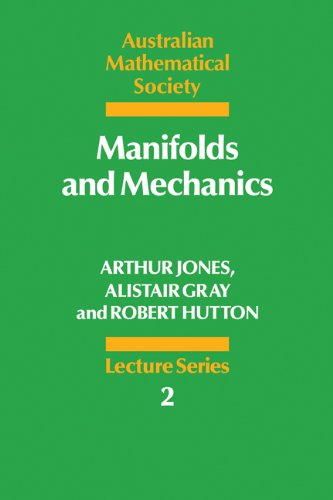 Australian
Mathematical
Society
Manifolds
and Mechanics
ARTHUR JONES,
ALISTAIR GRAY
and ROBERT HUTTON
Lecture Series
2